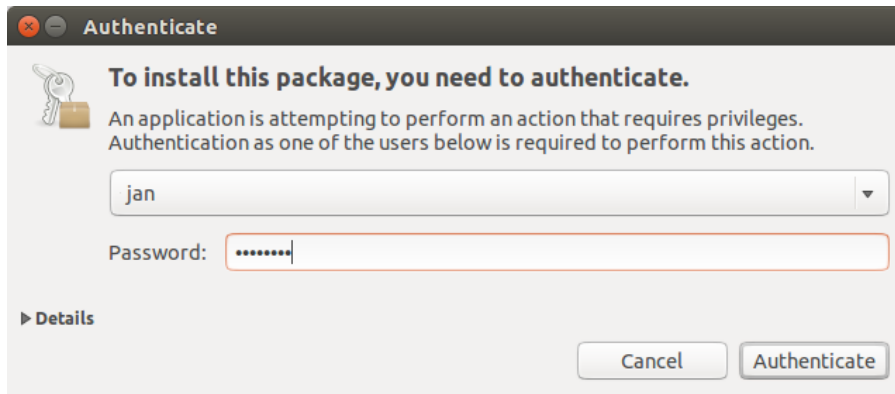 Authenticate
To install this package, you need to authenticate.
An application is attempting to perform an action that requires privileges.
Authentication as one of the users below is required to perform this action.
jan
Password: ••••••••
Details
Cancel Authenticate